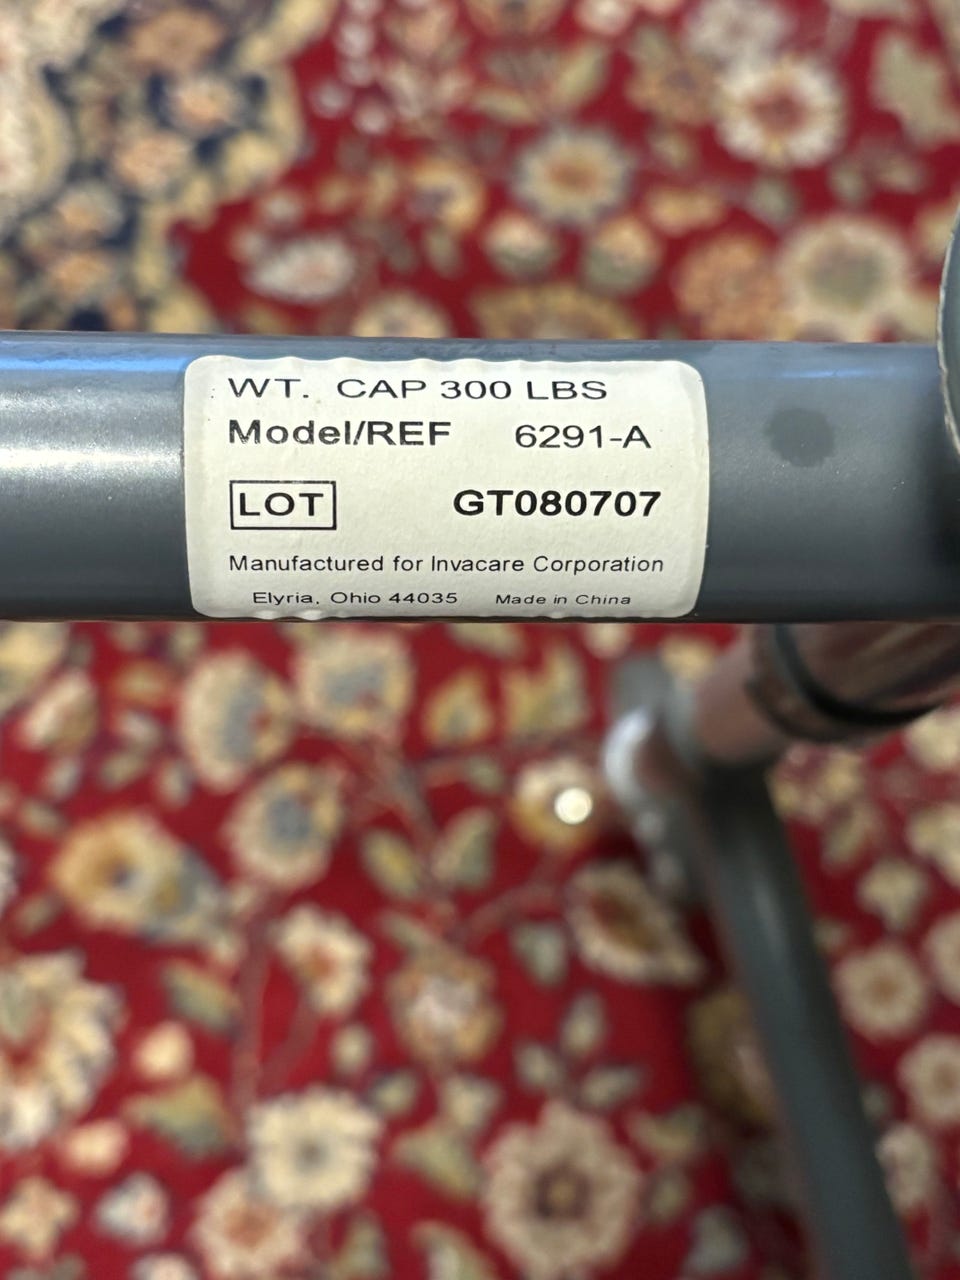 WT. CAP 300 LBS
Model/REF 6291-A
LOT GT080707
Manufactured for Invacare Corporation
Elyria, Ohio 44035 Made in China